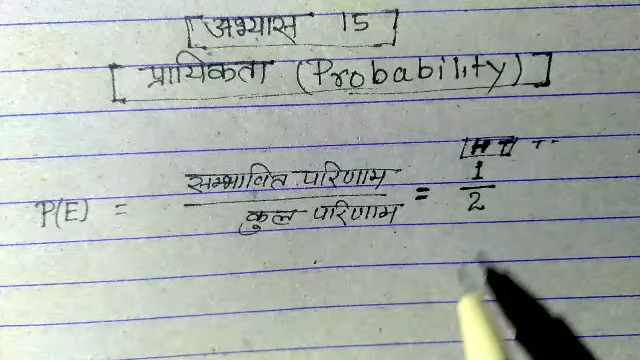 [अभ्यास 15]
[प्रायिकता (Probability)]
P(E) = सम्भावित परिणाम / कुल परिणाम = 1/2